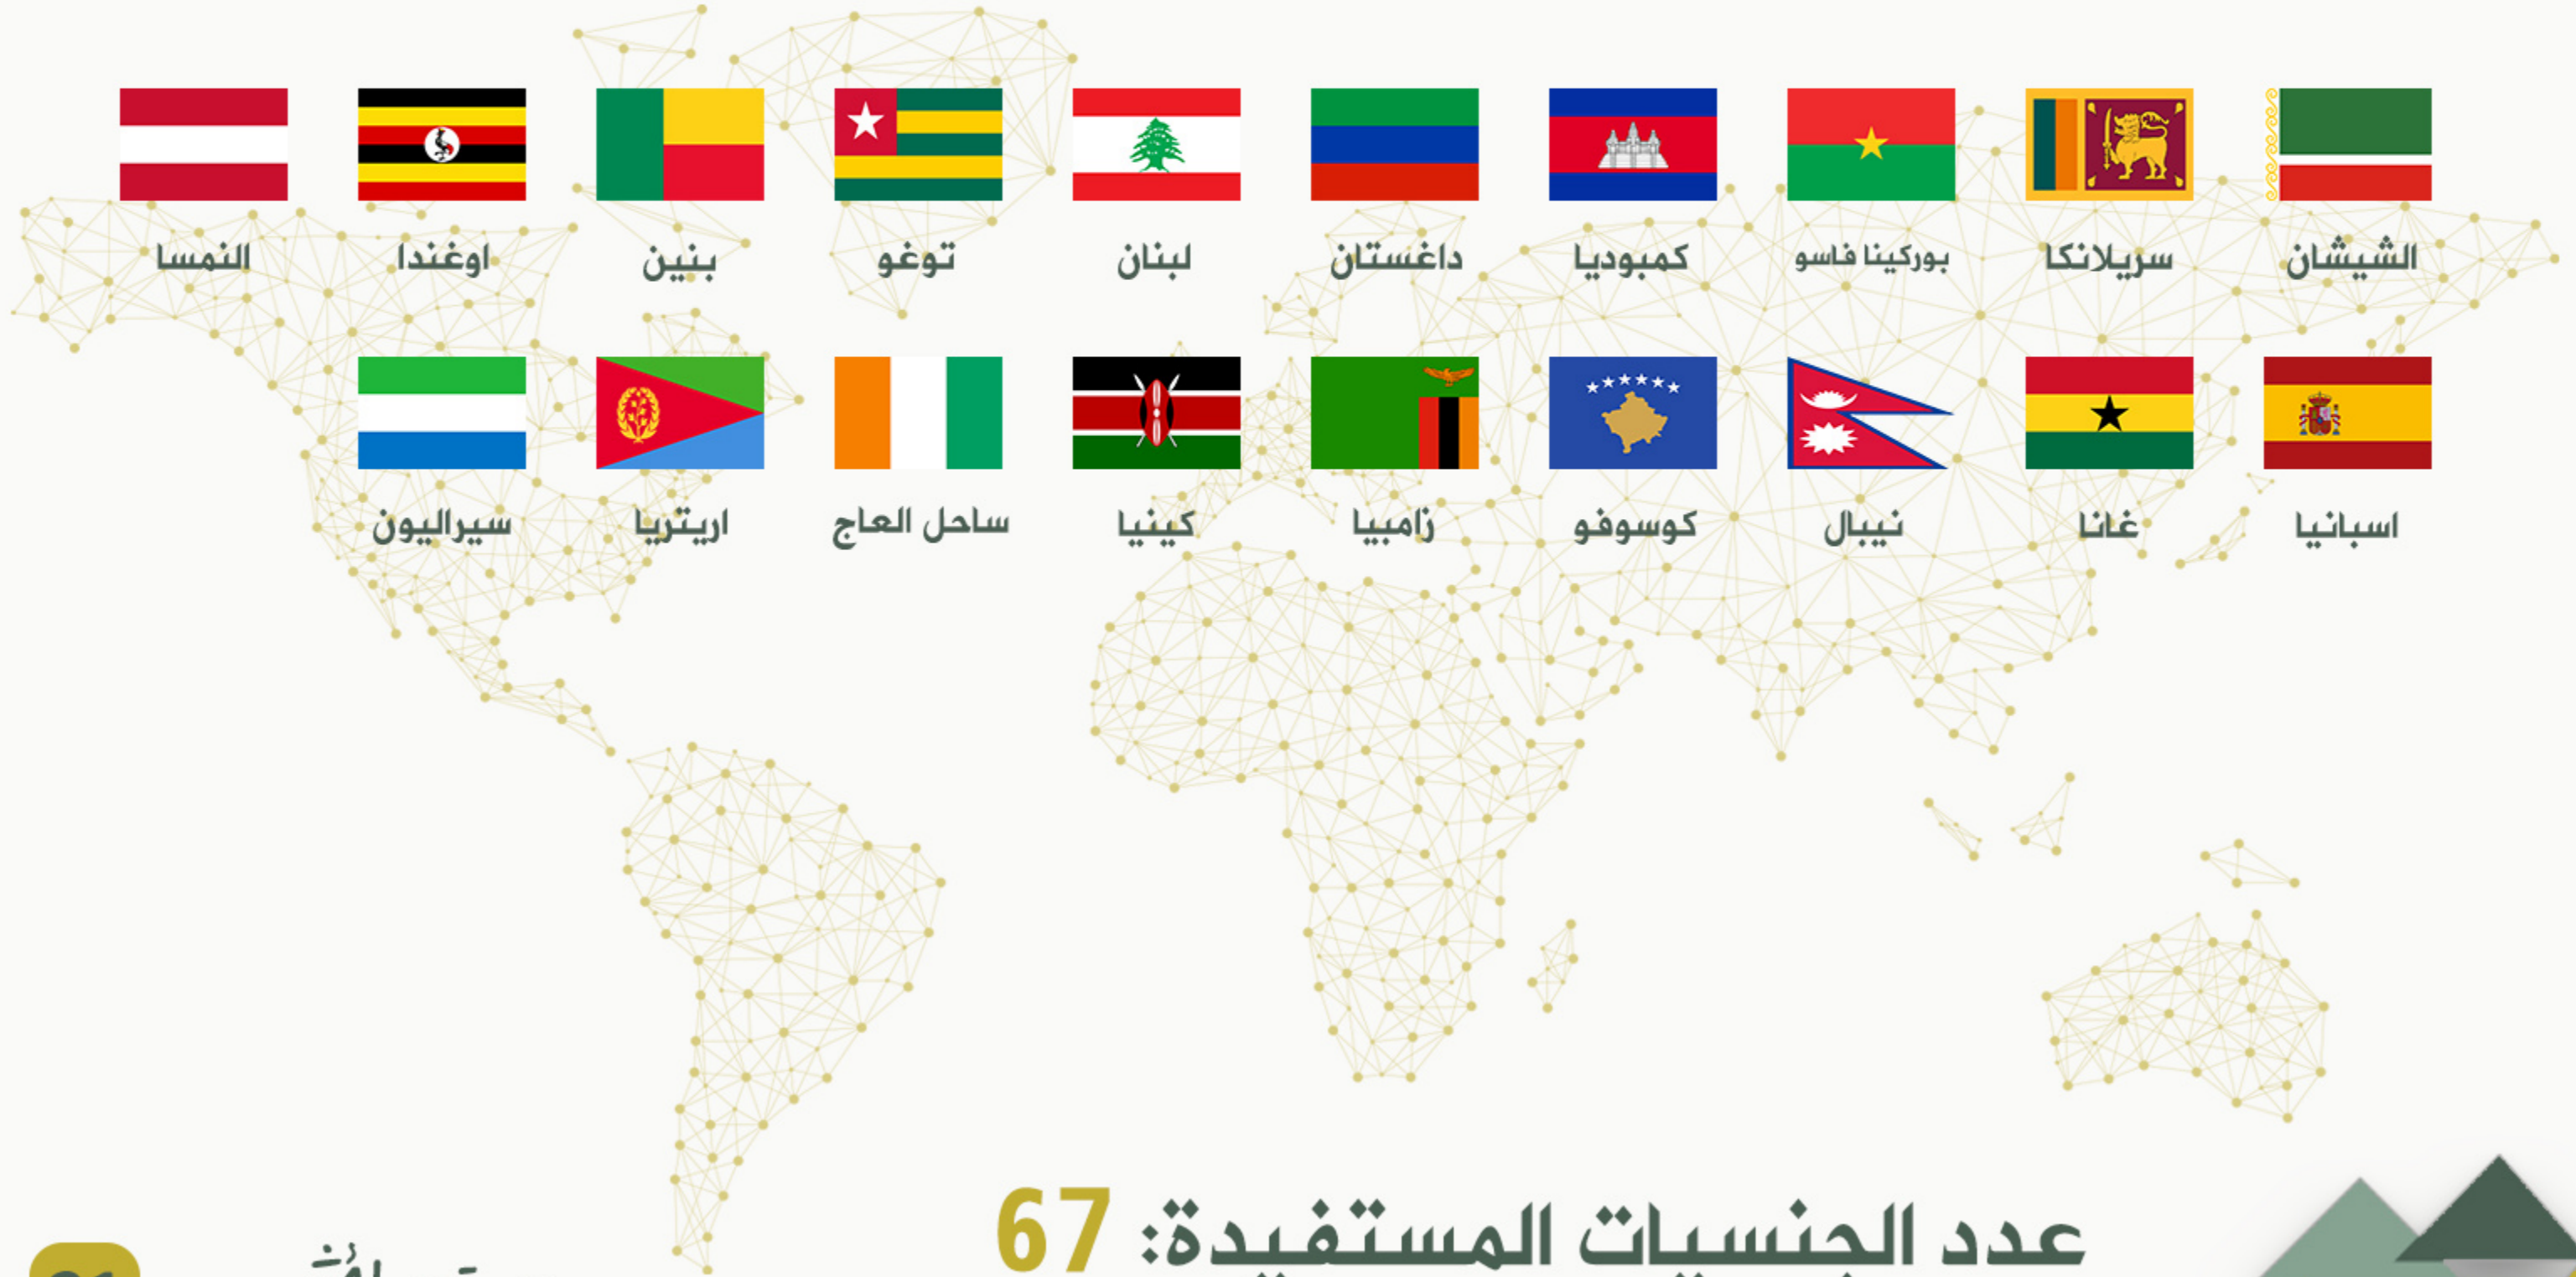 الشيشان سريلانكا بوركينا فاسو كمبوديا داغستان لبنان توغو بنين اوغندا النمسا
اسبانيا غانا نيبال كوسوفو زامبيا كينيا ساحل العاج اريتريا سيراليون
عدد الجنسيات المستفيدة: 67